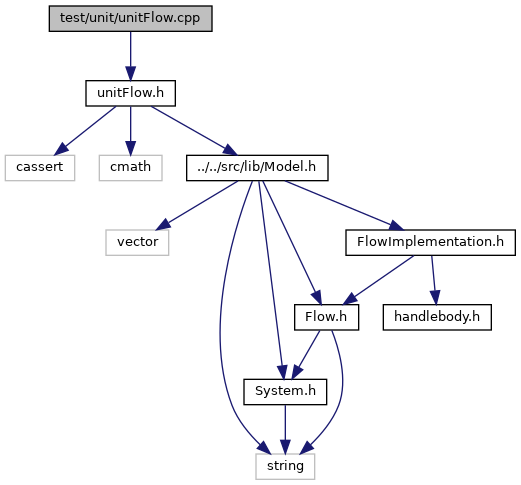 test/unit/unitFlow.cpp
unitFlow.h
cassert
cmath
../../src/lib/Model.h
vector
FlowImplementation.h
Flow.h
handlebody.h
System.h
string